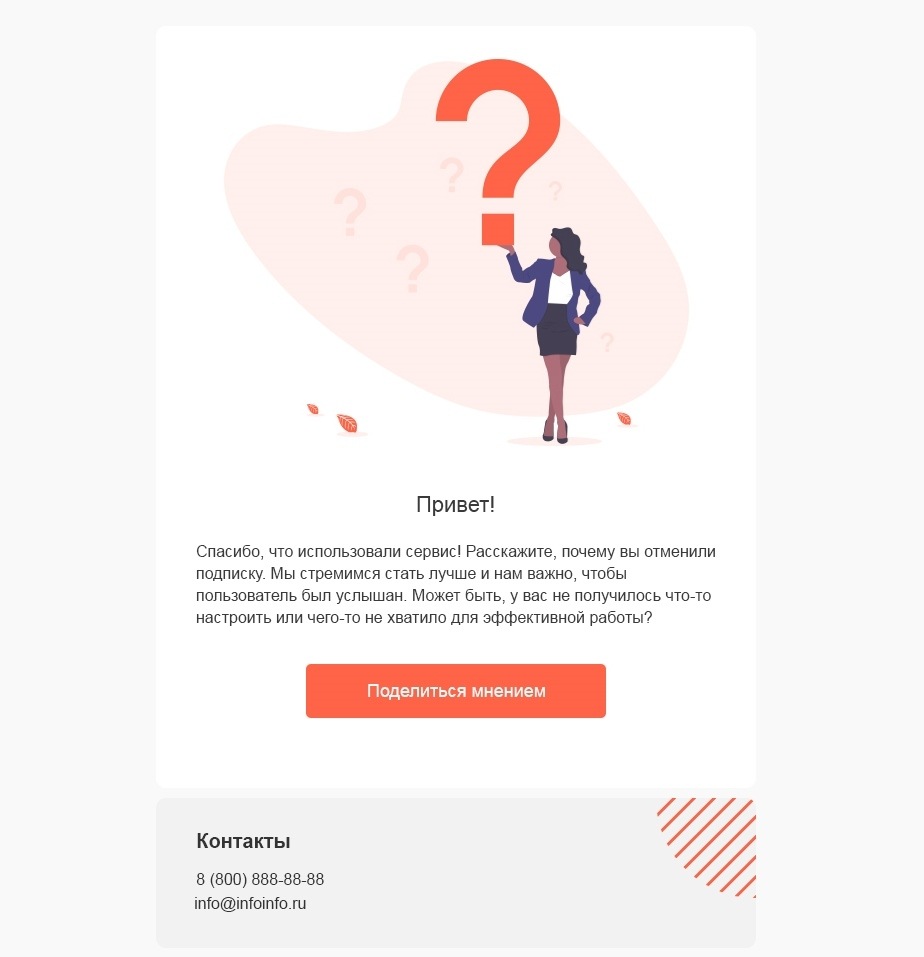 ?
?
?
?
?
?
Привет!
Спасибо, что использовали сервис! Расскажите, почему вы отменили
подписку. Мы стремимся стать лучше и нам важно, чтобы
пользователь был услышан. Может быть, у вас не получилось что-то
настроить или чего-то не хватило для эффективной работы?
Поделиться мнением
Контакты
8 (800) 888-88-88
info@infoinfo.ru